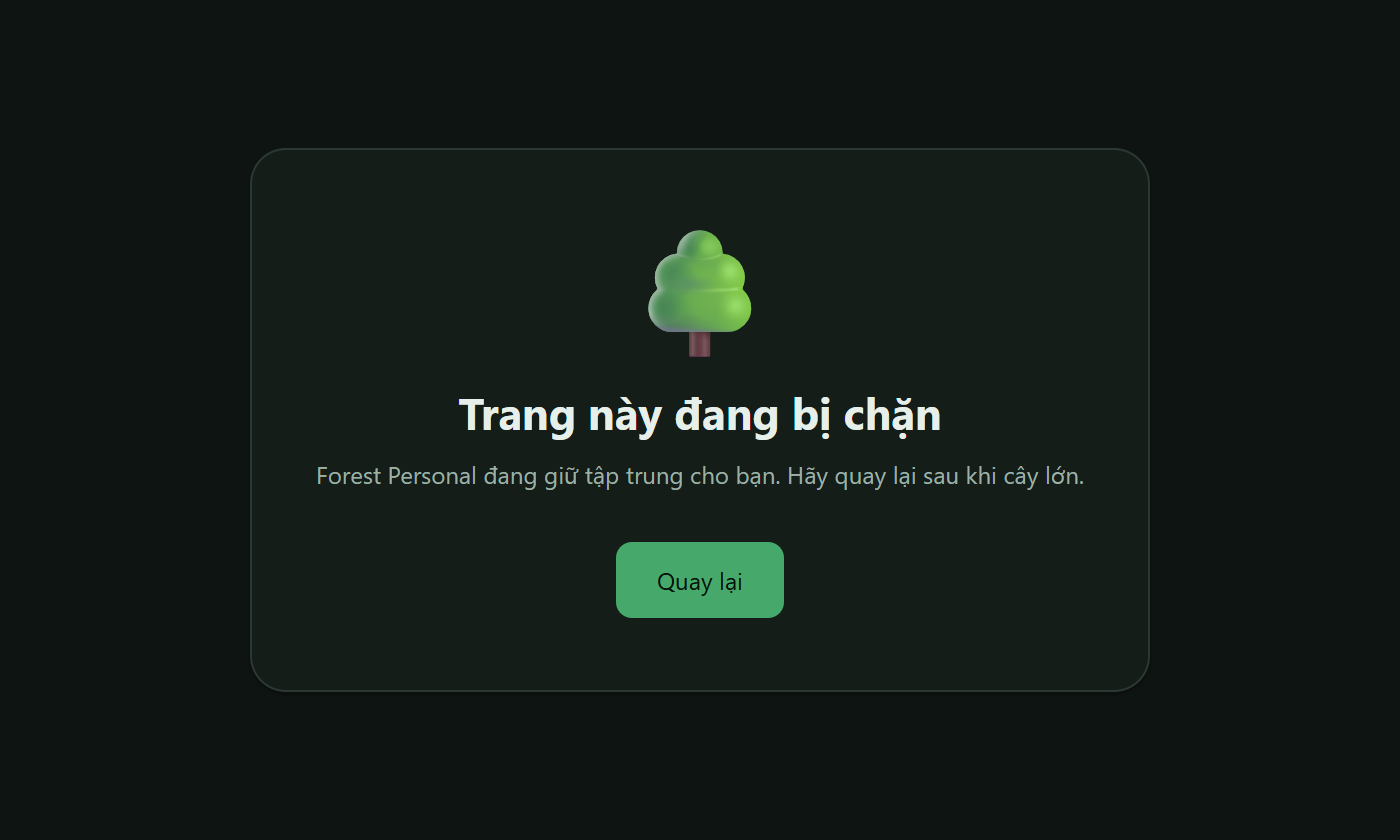 Trang này đang bị chặn
Forest Personal đang giữ tập trung cho bạn. Hãy quay lại sau khi cây lớn.
Quay lại